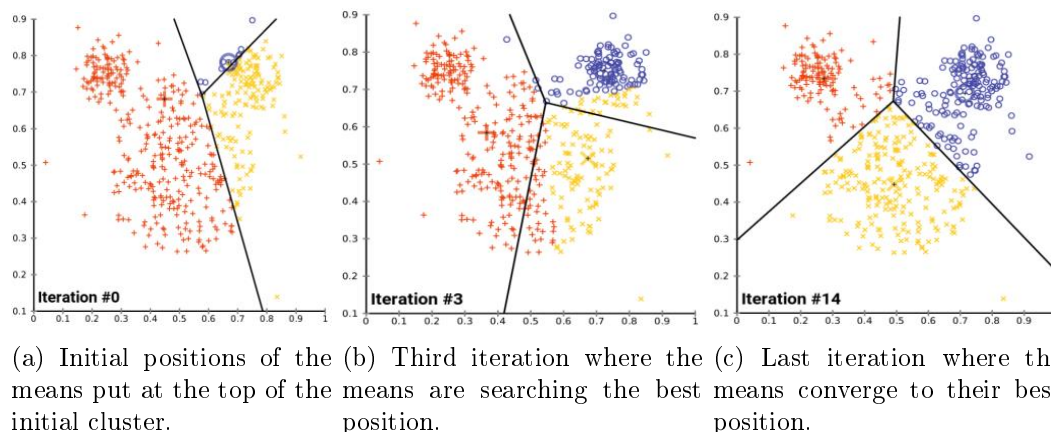 0.9
0.8
0.7
0.6
0.5
0.4
0.3
0.2
0.1
Iteration #0
0 0.1 0.2 0.3 0.4 0.5 0.6 0.7 0.8 0.9 1
0.9
0.8
0.7
0.6
0.5
0.4
0.3
0.2
0.1
Iteration #3
0 0.1 0.2 0.3 0.4 0.5 0.6 0.7 0.8 0.9 1
0.9
0.8
0.7
0.6
0.5
0.4
0.3
0.2
0.1
Iteration #14
0 0.1 0.2 0.3 0.4 0.5 0.6 0.7 0.8 0.9
(a) Initial positions of the
means put at the top of the
initial cluster.
(b) Third iteration where the
means are searching the best
position.
(c) Last iteration where th
means converge to their bes
position.